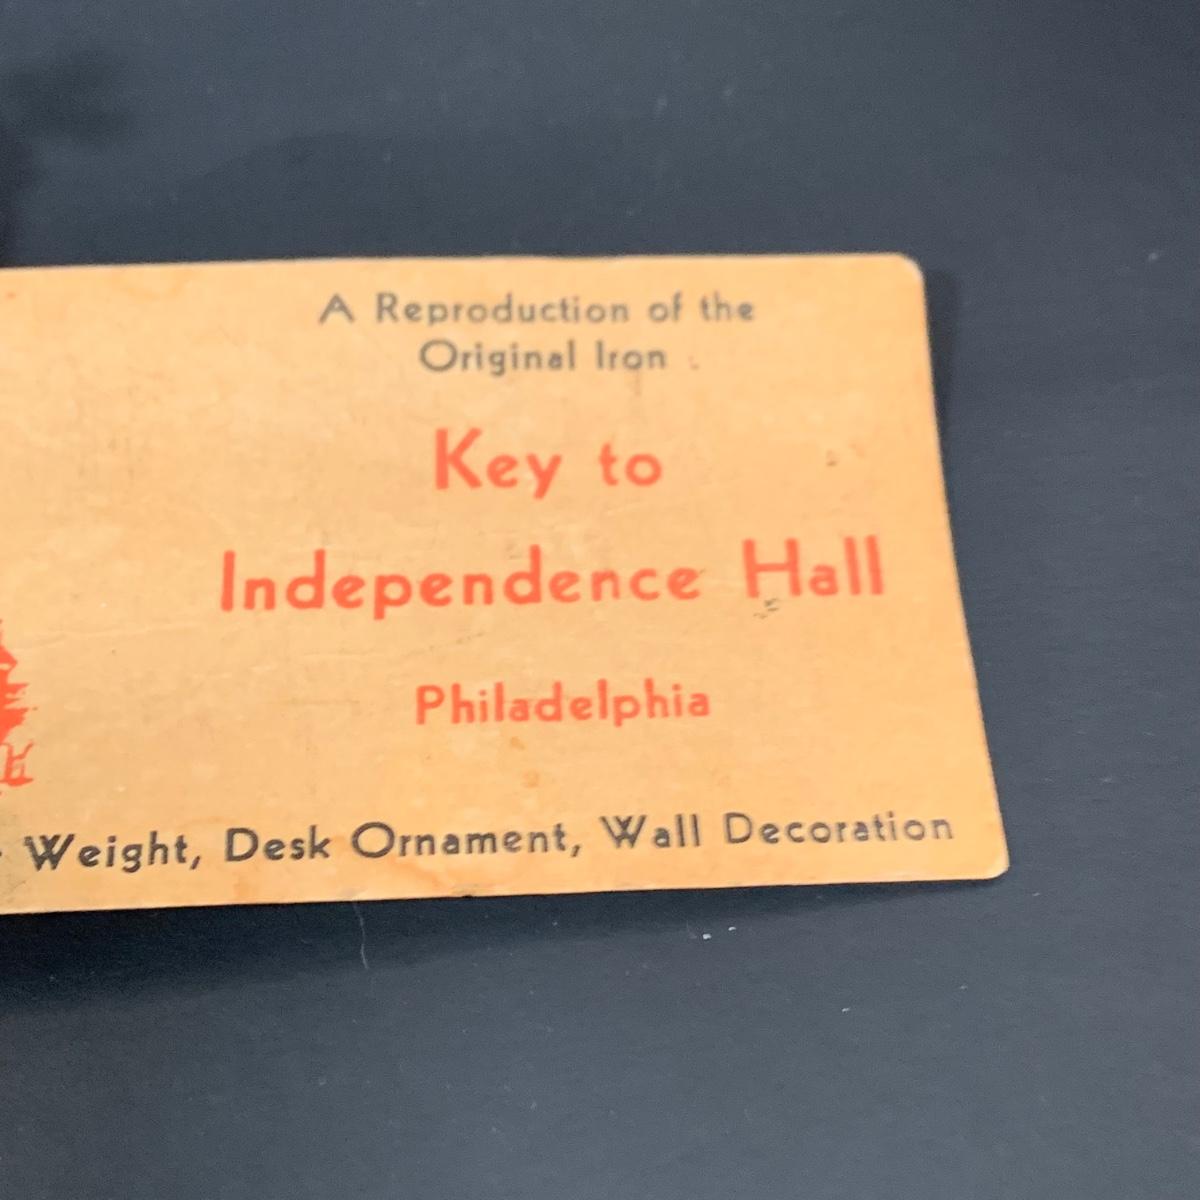 A Reproduction of the
Original Iron
Key to
Independence Hall
Philadelphia
Weight, Desk Ornament, Wall Decoration